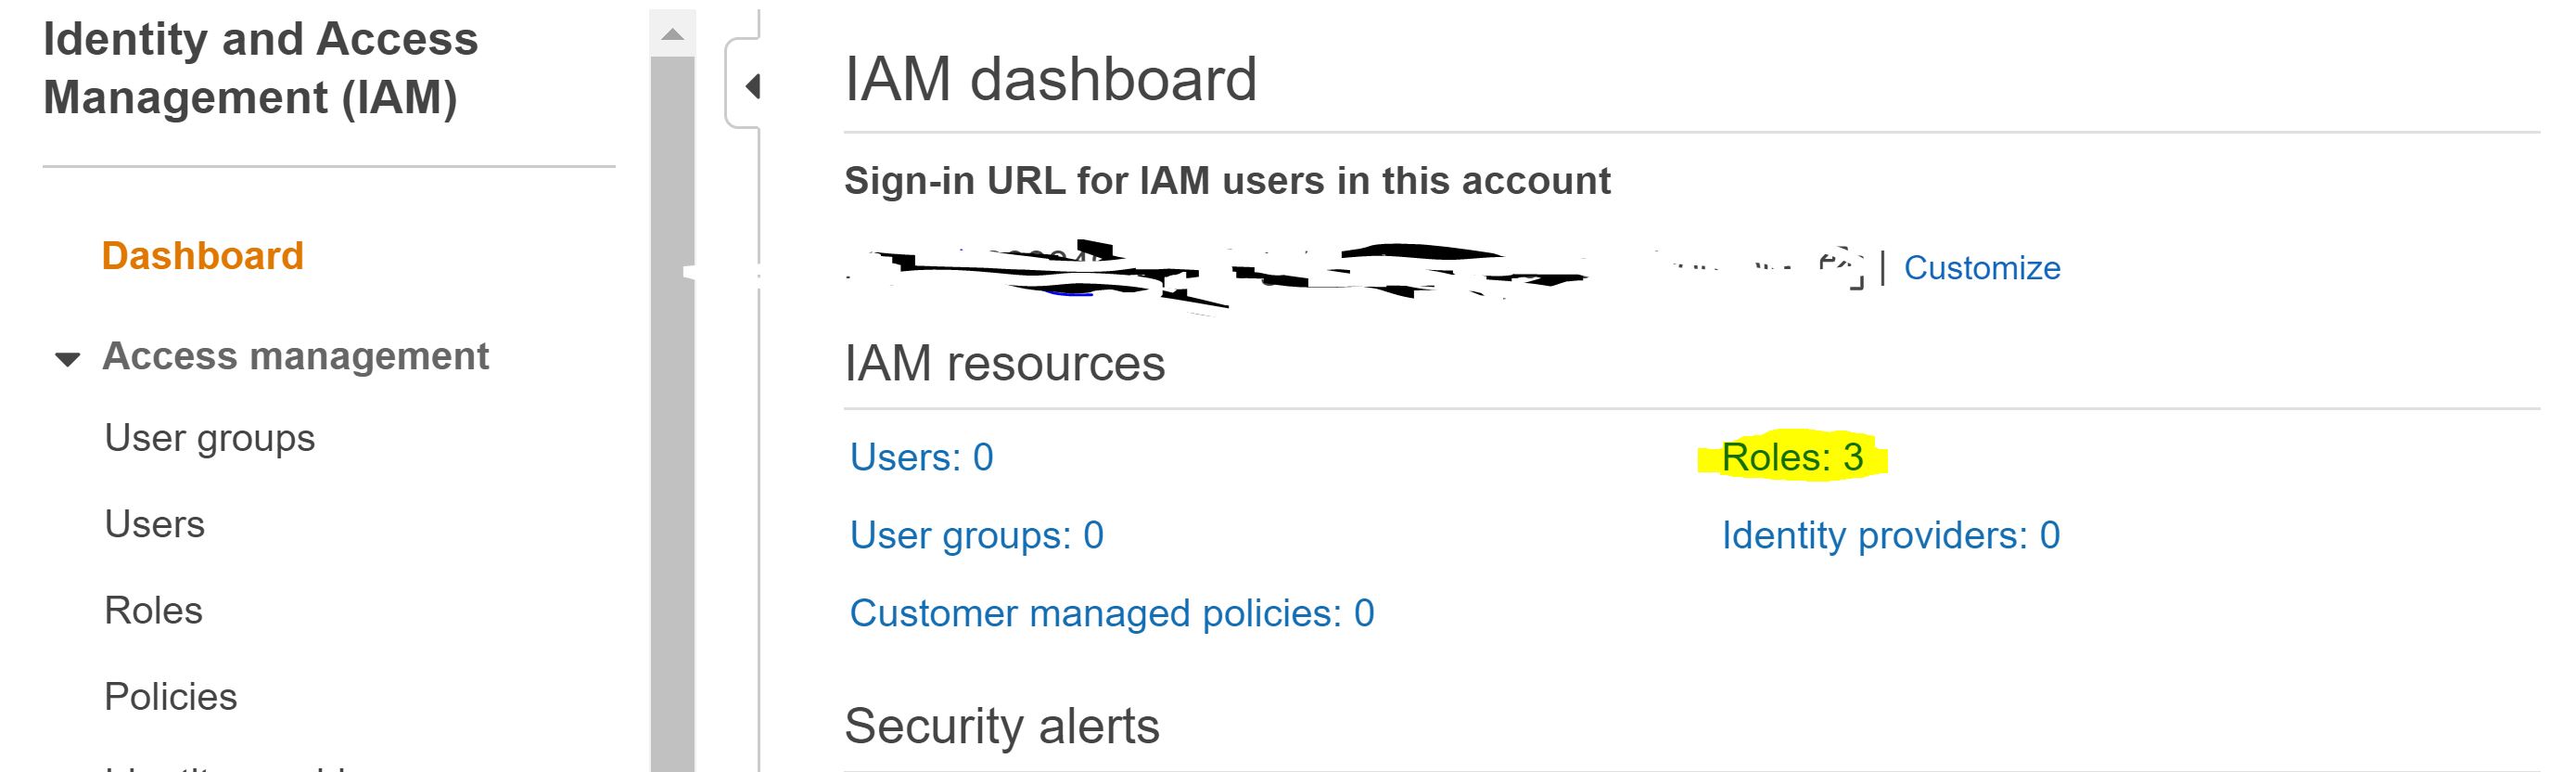 Identity and Access
Management (IAM)
Dashboard
Access management
User groups
Users
Roles
Policies
IAM dashboard
Sign-in URL for IAM users in this account
| Customize
IAM resources
Users: 0
Roles: 3
User groups: 0
Identity providers: 0
Customer managed policies: 0
Security alerts